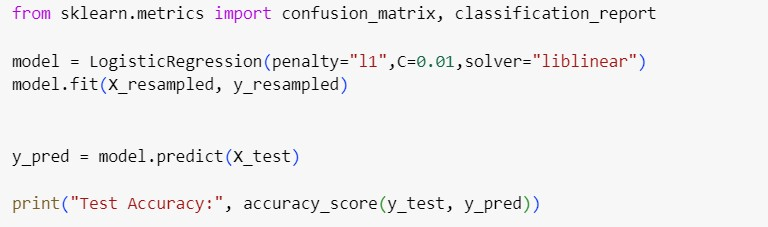 from sklearn.metrics import confusion_matrix, classification_report
model = LogisticRegression(penalty="l1",C=0.01,solver="liblinear")
model.fit(X_resampled, y_resampled)
y_pred = model.predict(X_test)
print("Test Accuracy:", accuracy_score(y_test, y_pred))